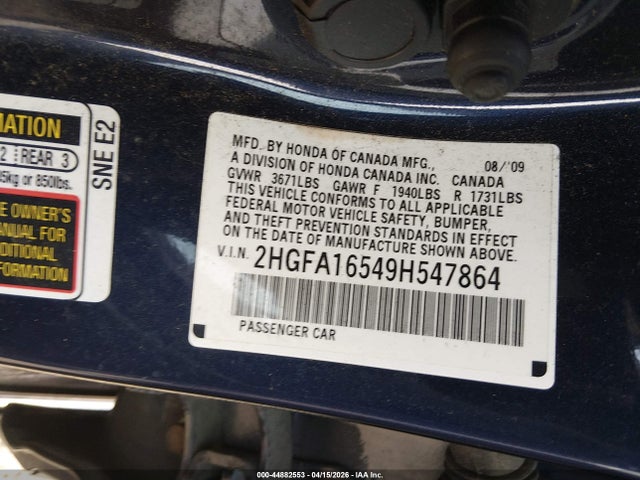 MATION
2 REAR 3
5kg or 850lbs.
E OWNER'S
ANUAL FOR
DITIONAL
FORMATION
SNE E2
MFD. BY HONDA OF CANADA MFG., 08/'09
A DIVISION OF HONDA CANADA INC. CANADA
GVWR 3671LBS GAWR F 1940LBS R 1731LBS
THIS VEHICLE CONFORMS TO ALL APPLICABLE
FEDERAL MOTOR VEHICLE SAFETY, BUMPER,
AND THEFT PREVENTION STANDARDS IN EFFECT
ON THE DATE OF MANUFACTURE SHOWN ABOVE.
V.I.N. 2HGFA16549H547864
PASSENGER CAR
000-44882553 - 04/15/2026 - IAA Inc.